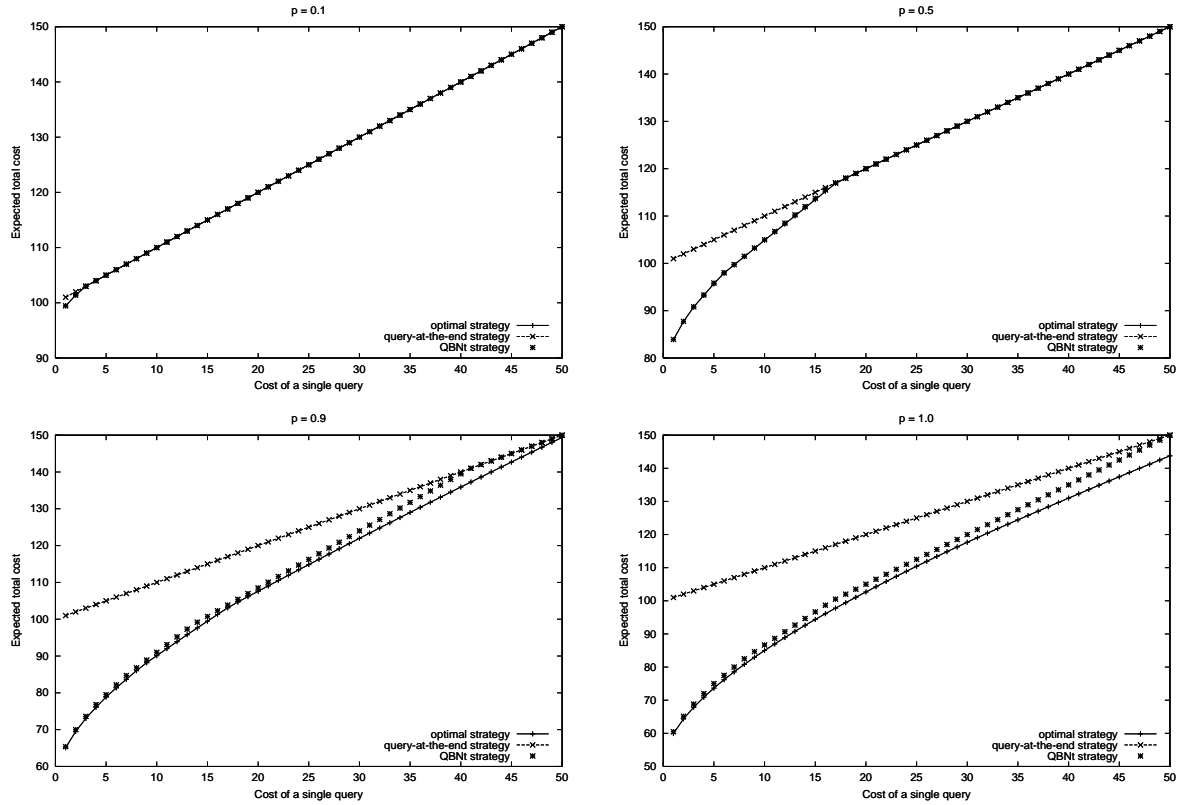 p = 0.1
150
140
130
120
110
100
90
Expected total cost
optimal strategy
query-at-the-end strategy
QBNt strategy
0 5 10 15 20 25 30 35 40 45 50
Cost of a single query
p = 0.5
150
140
130
120
110
100
90
80
Expected total cost
optimal strategy
query-at-the-end strategy
QBNt strategy
0 5 10 15 20 25 30 35 40 45 50
Cost of a single query
p = 0.9
150
140
130
120
110
100
90
80
70
60
Expected total cost
optimal strategy
query-at-the-end strategy
QBNt strategy
0 5 10 15 20 25 30 35 40 45 50
Cost of a single query
p = 1.0
150
140
130
120
110
100
90
80
70
60
50
Expected total cost
optimal strategy
query-at-the-end strategy
QBNt strategy
0 5 10 15 20 25 30 35 40 45 50
Cost of a single query